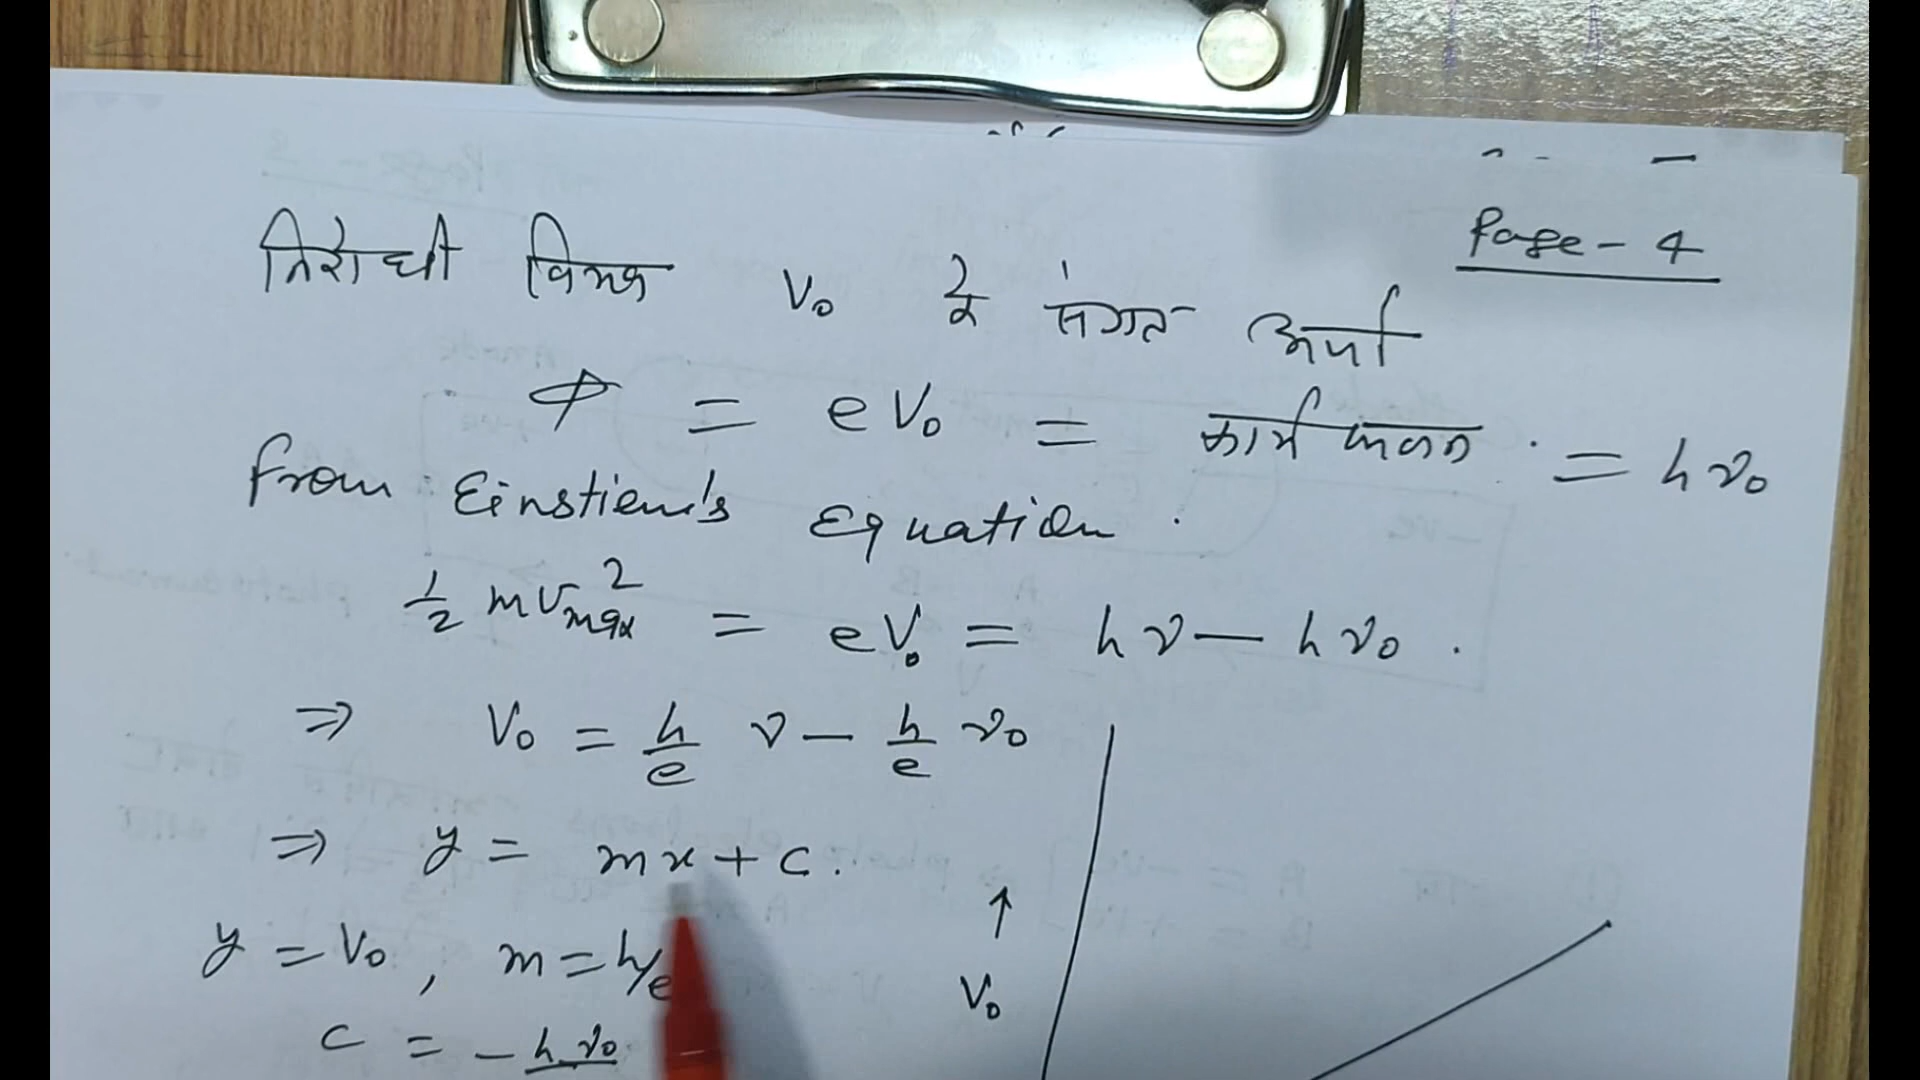 Page - 4
निरोधी विभव V₀ के संगत ऊर्जा
φ = eV₀ = कार्य फलन = hν₀
From Einstien's Equation.
½ mv²max = eV₀ = hν — hν₀.
⇒ V₀ = h/e ν — h/e ν₀
⇒ y = mx + c.
y = V₀, m = h/e
c = - hν₀
↑
V₀